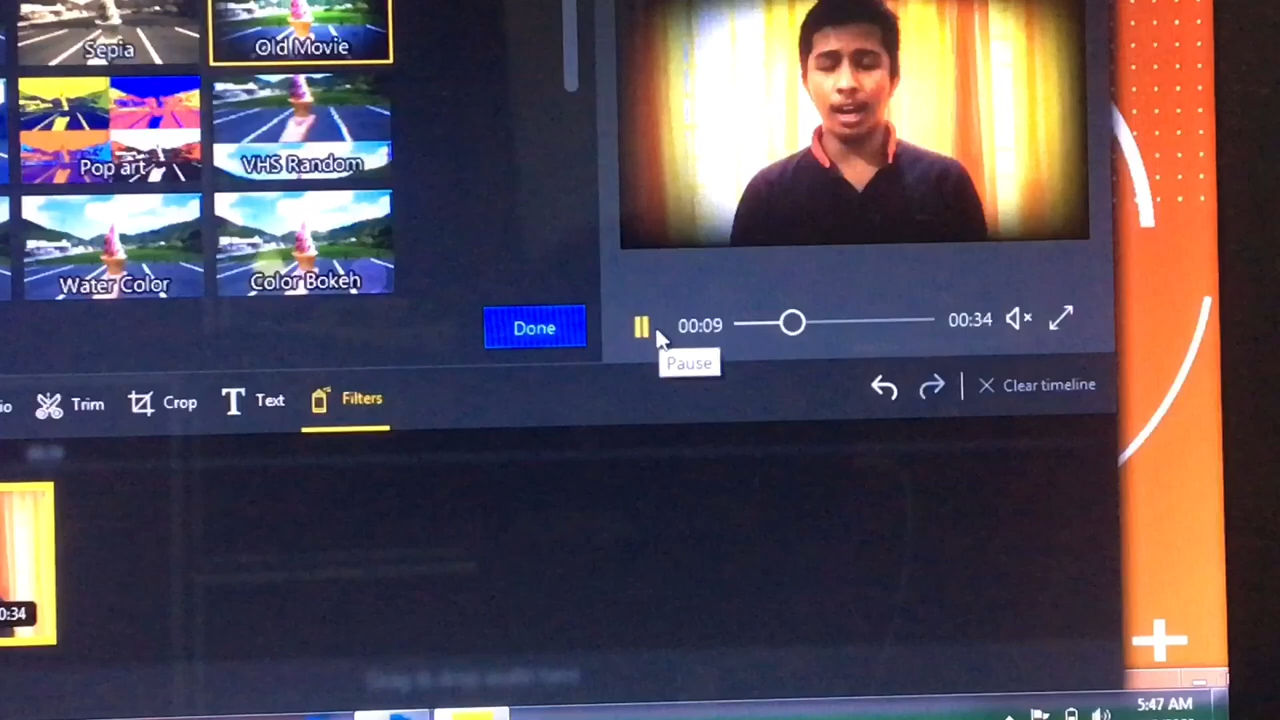 Sepia
Old Movie
Pop art
VHS Random
Water Color
Color Bokeh
Done
00:09
00:34
Pause
io
Trim
Crop
Text
Filters
Clear timeline
0:34
5:47 AM